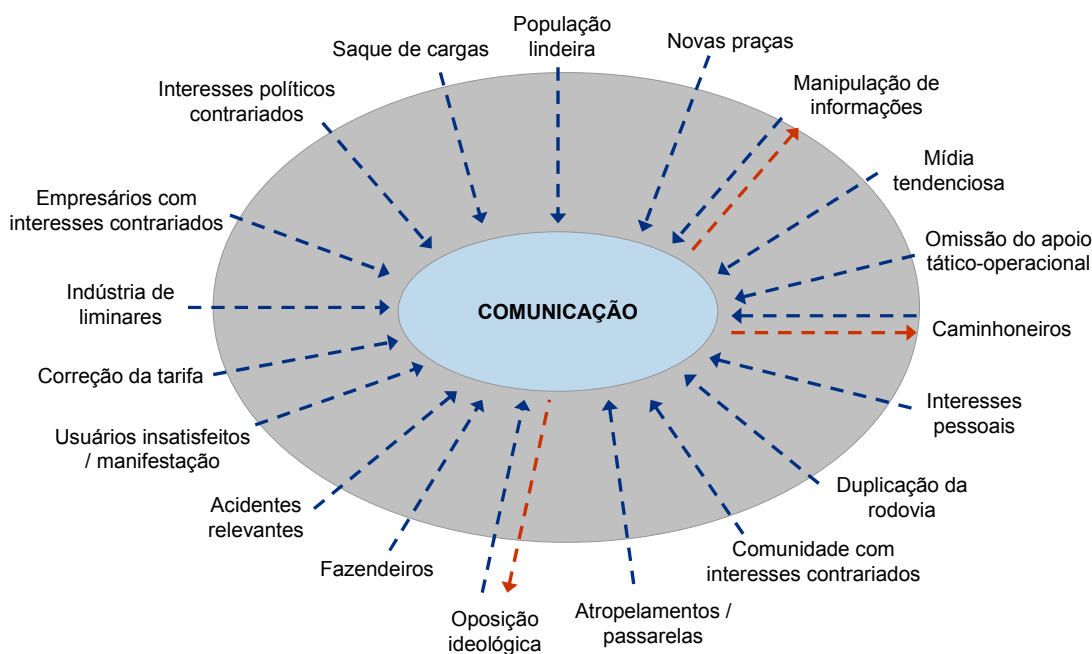 População
lindeira
Novas praças
Manipulação de
informações
Mídia
tendenciosa
Omissão do apoio
tático-operacional
Caminhoneiros
Interesses
pessoais
Duplicação da
rodovia
Comunidade com
interesses contrariados
Atropelamentos /
passarelas
Oposição
ideológica
Fazendeiros
Acidentes
relevantes
Usuários insatisfeitos
/ manifestação
Correção da tarifa
Indústria de
liminares
Empresários com
interesses contrariados
Interesses políticos
contrariados
Saque de cargas
COMUNICAÇÃO